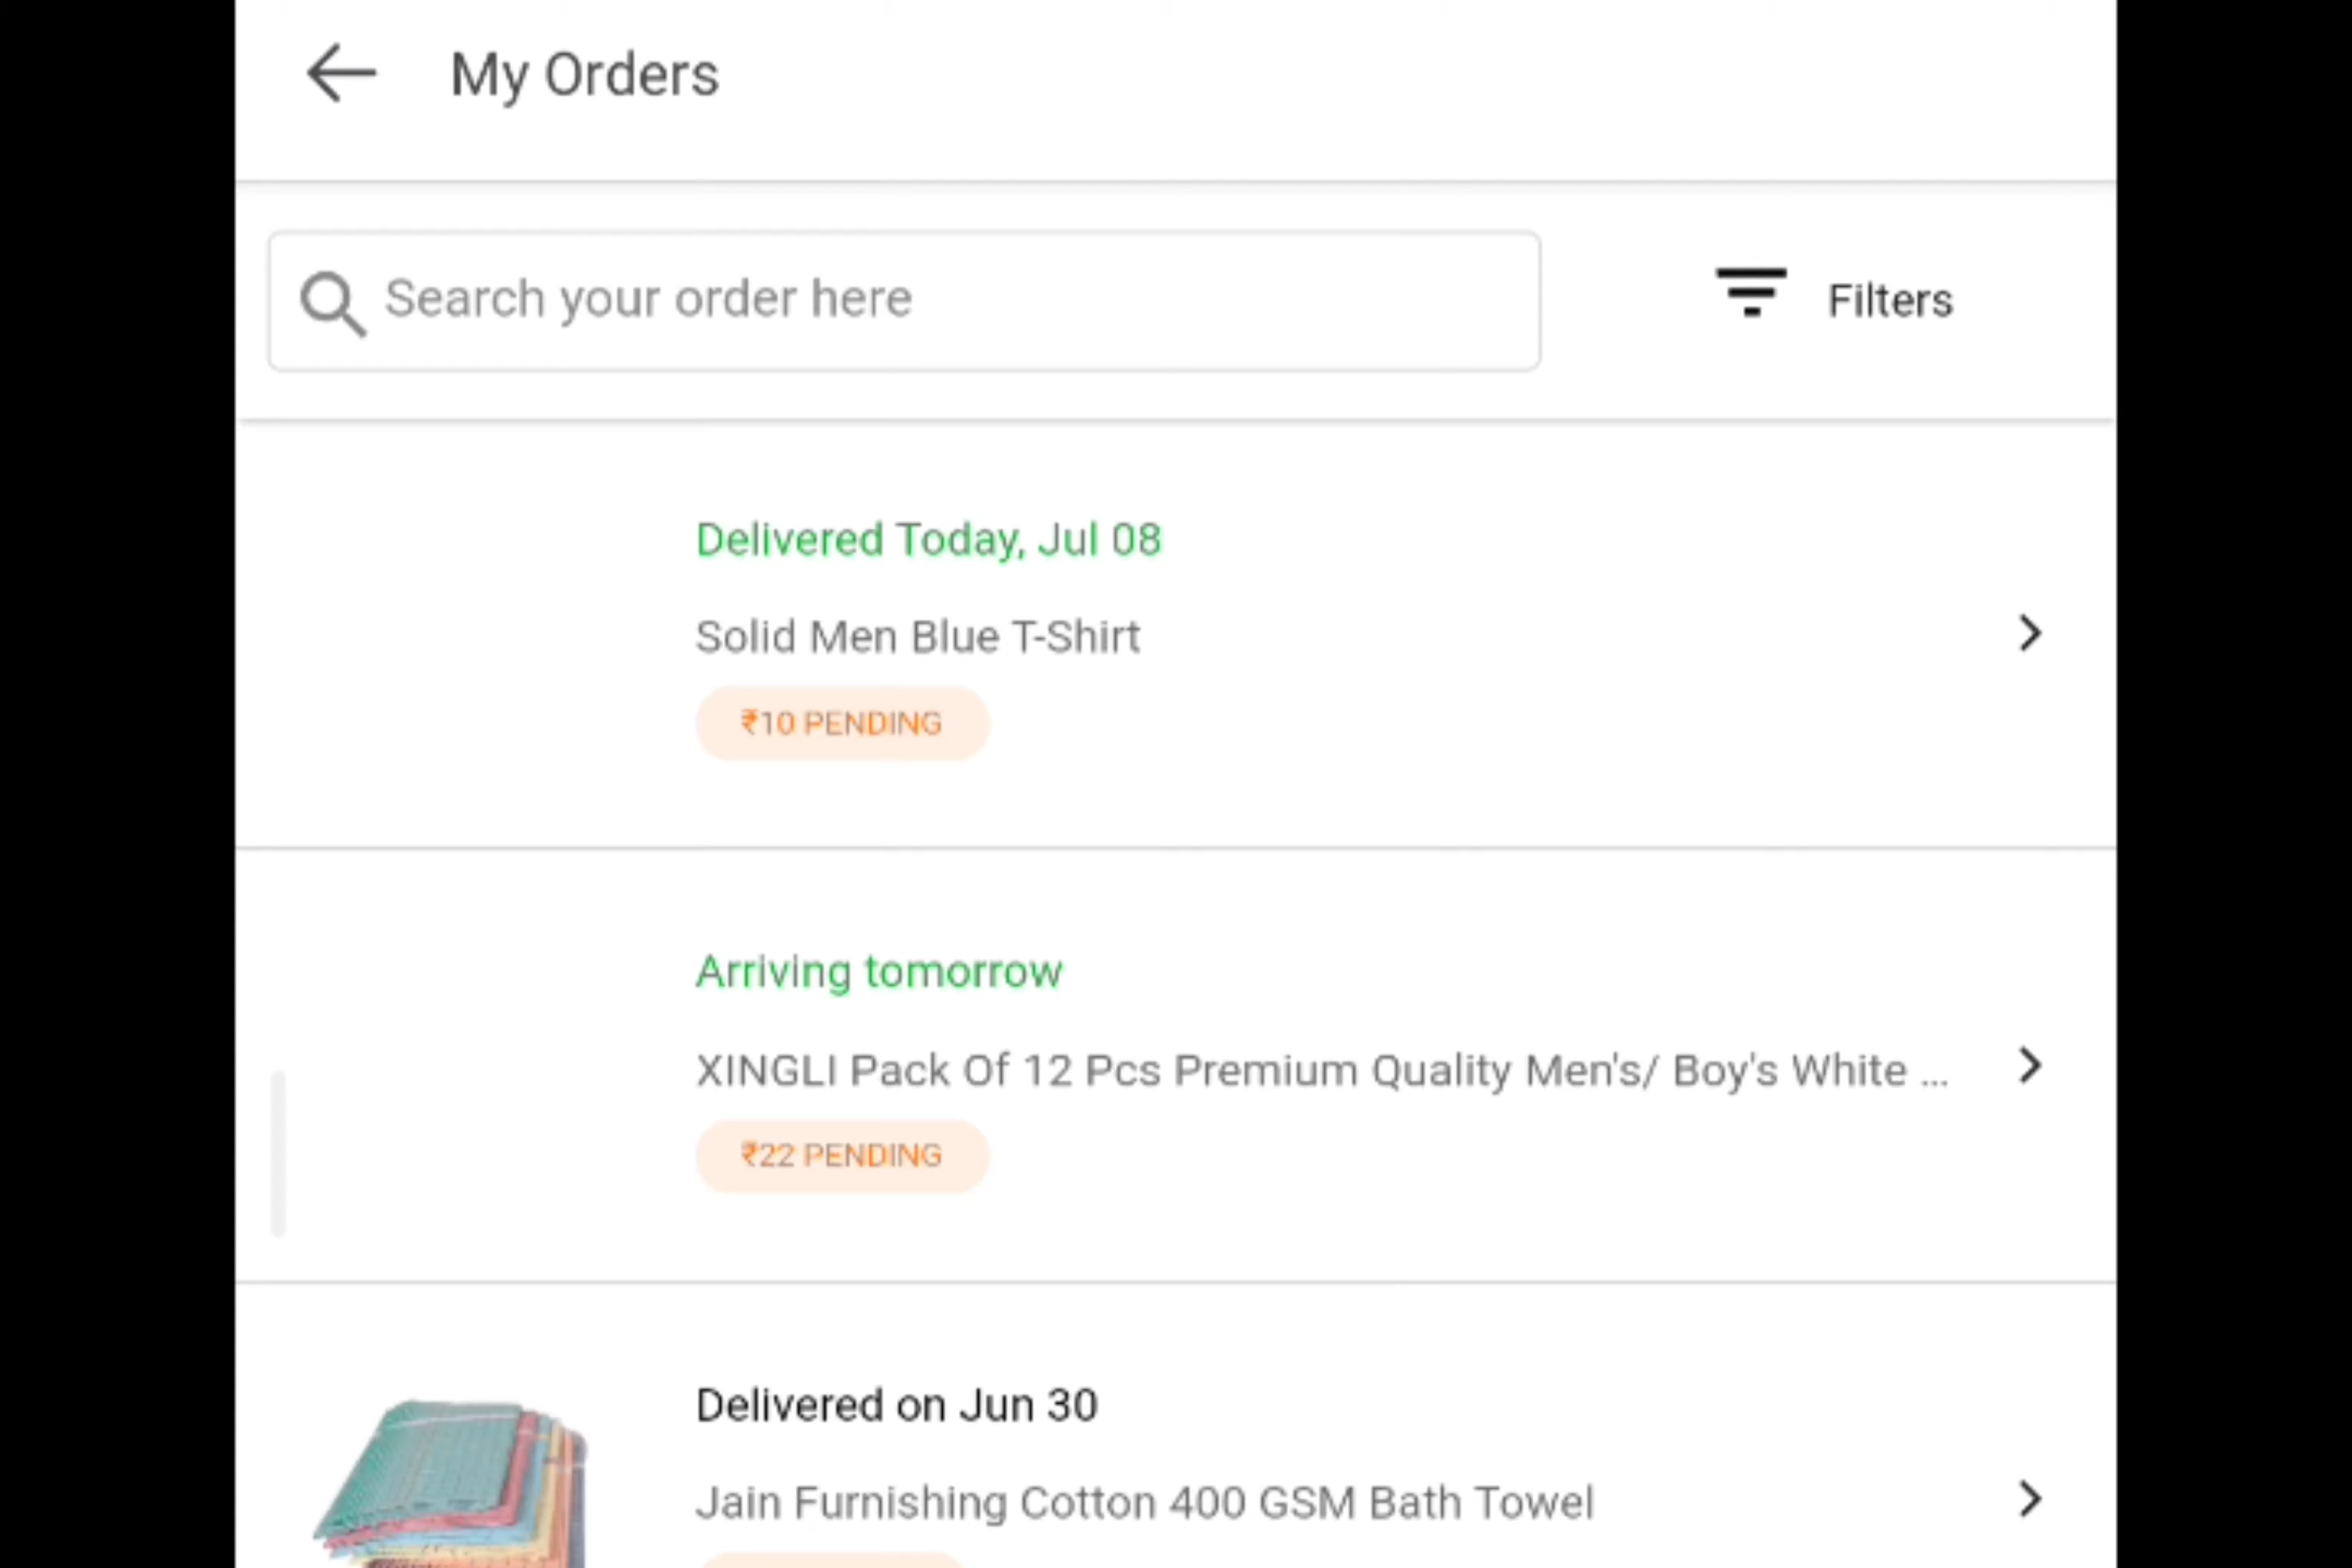 My Orders
Search your order here
Filters
Delivered Today, Jul 08
Solid Men Blue T-Shirt
₹10 PENDING
Arriving tomorrow
XINGLI Pack Of 12 Pcs Premium Quality Men's/ Boy's White ...
₹22 PENDING
Delivered on Jun 30
Jain Furnishing Cotton 400 GSM Bath Towel